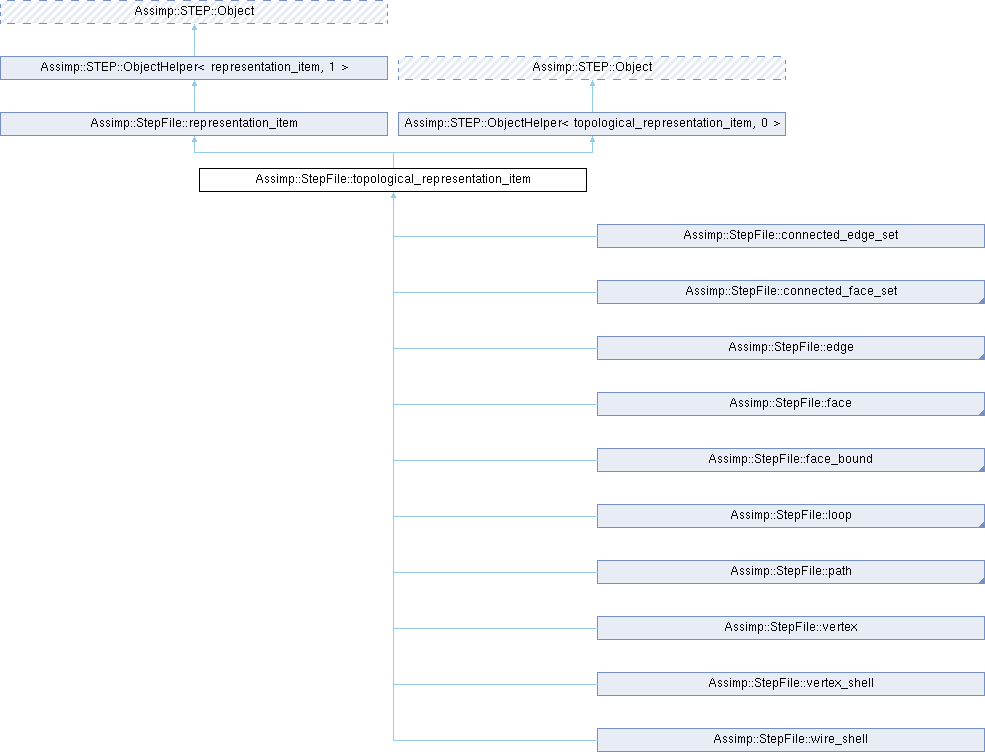 Assimp::STEP::Object
Assimp::STEP::ObjectHelper< representation_item, 1 >
Assimp::STEP::Object
Assimp::StepFile::representation_item
Assimp::STEP::ObjectHelper< topological_representation_item, 0 >
Assimp::StepFile::topological_representation_item
Assimp::StepFile::connected_edge_set
Assimp::StepFile::connected_face_set
Assimp::StepFile::edge
Assimp::StepFile::face
Assimp::StepFile::face_bound
Assimp::StepFile::loop
Assimp::StepFile::path
Assimp::StepFile::vertex
Assimp::StepFile::vertex_shell
Assimp::StepFile::wire_shell